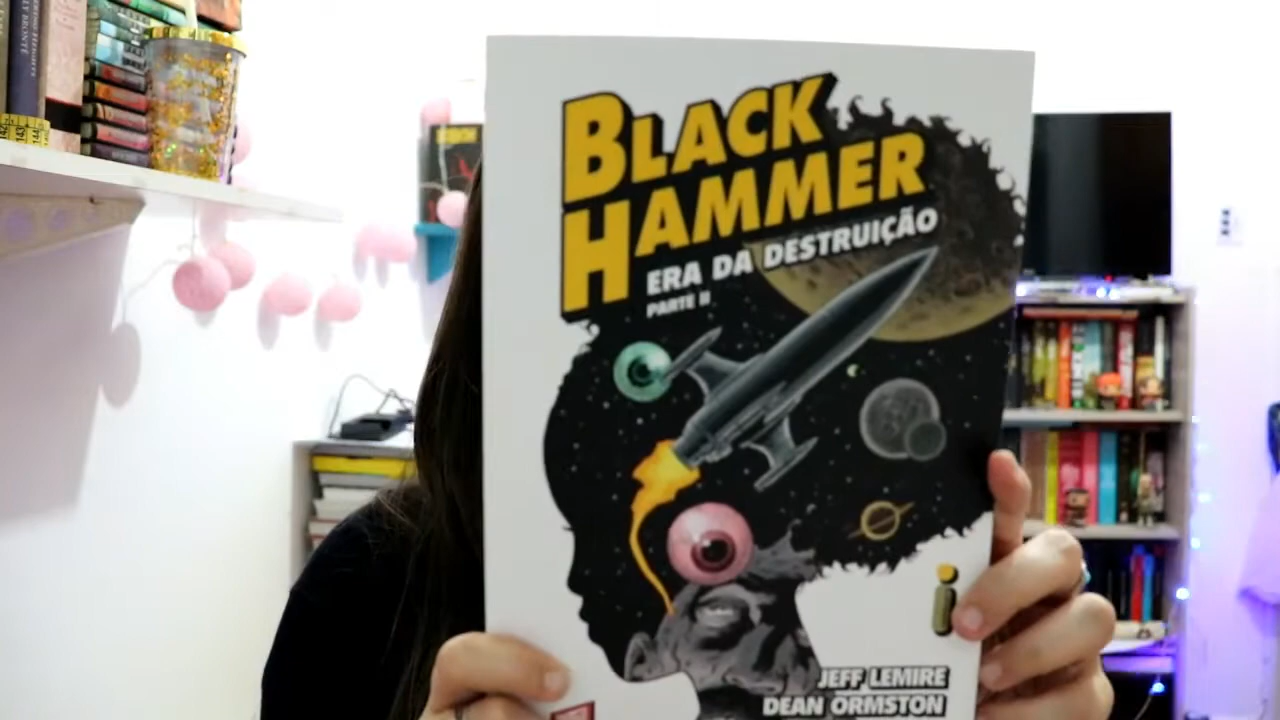 BLACK
HAMMER
ERA DA DESTRUIÇÃO
PARTE II
JEFF LEMIRE
DEAN ORMSTON